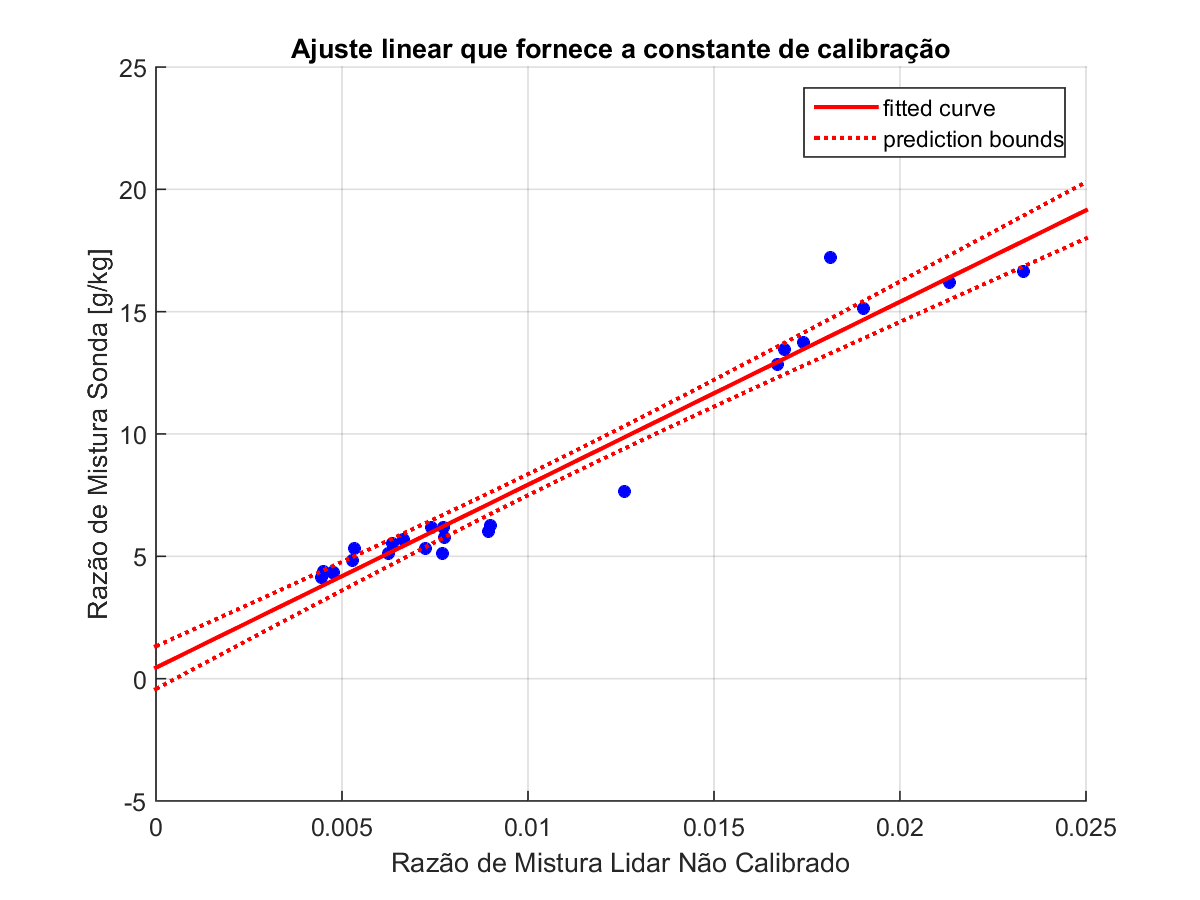 Ajuste linear que fornece a constante de calibração
25
20
15
10
5
0
-5
Razão de Mistura Sonda [g/kg]
fitted curve
prediction bounds
0 0.005 0.01 0.015 0.02 0.025
Razão de Mistura Lidar Não Calibrado